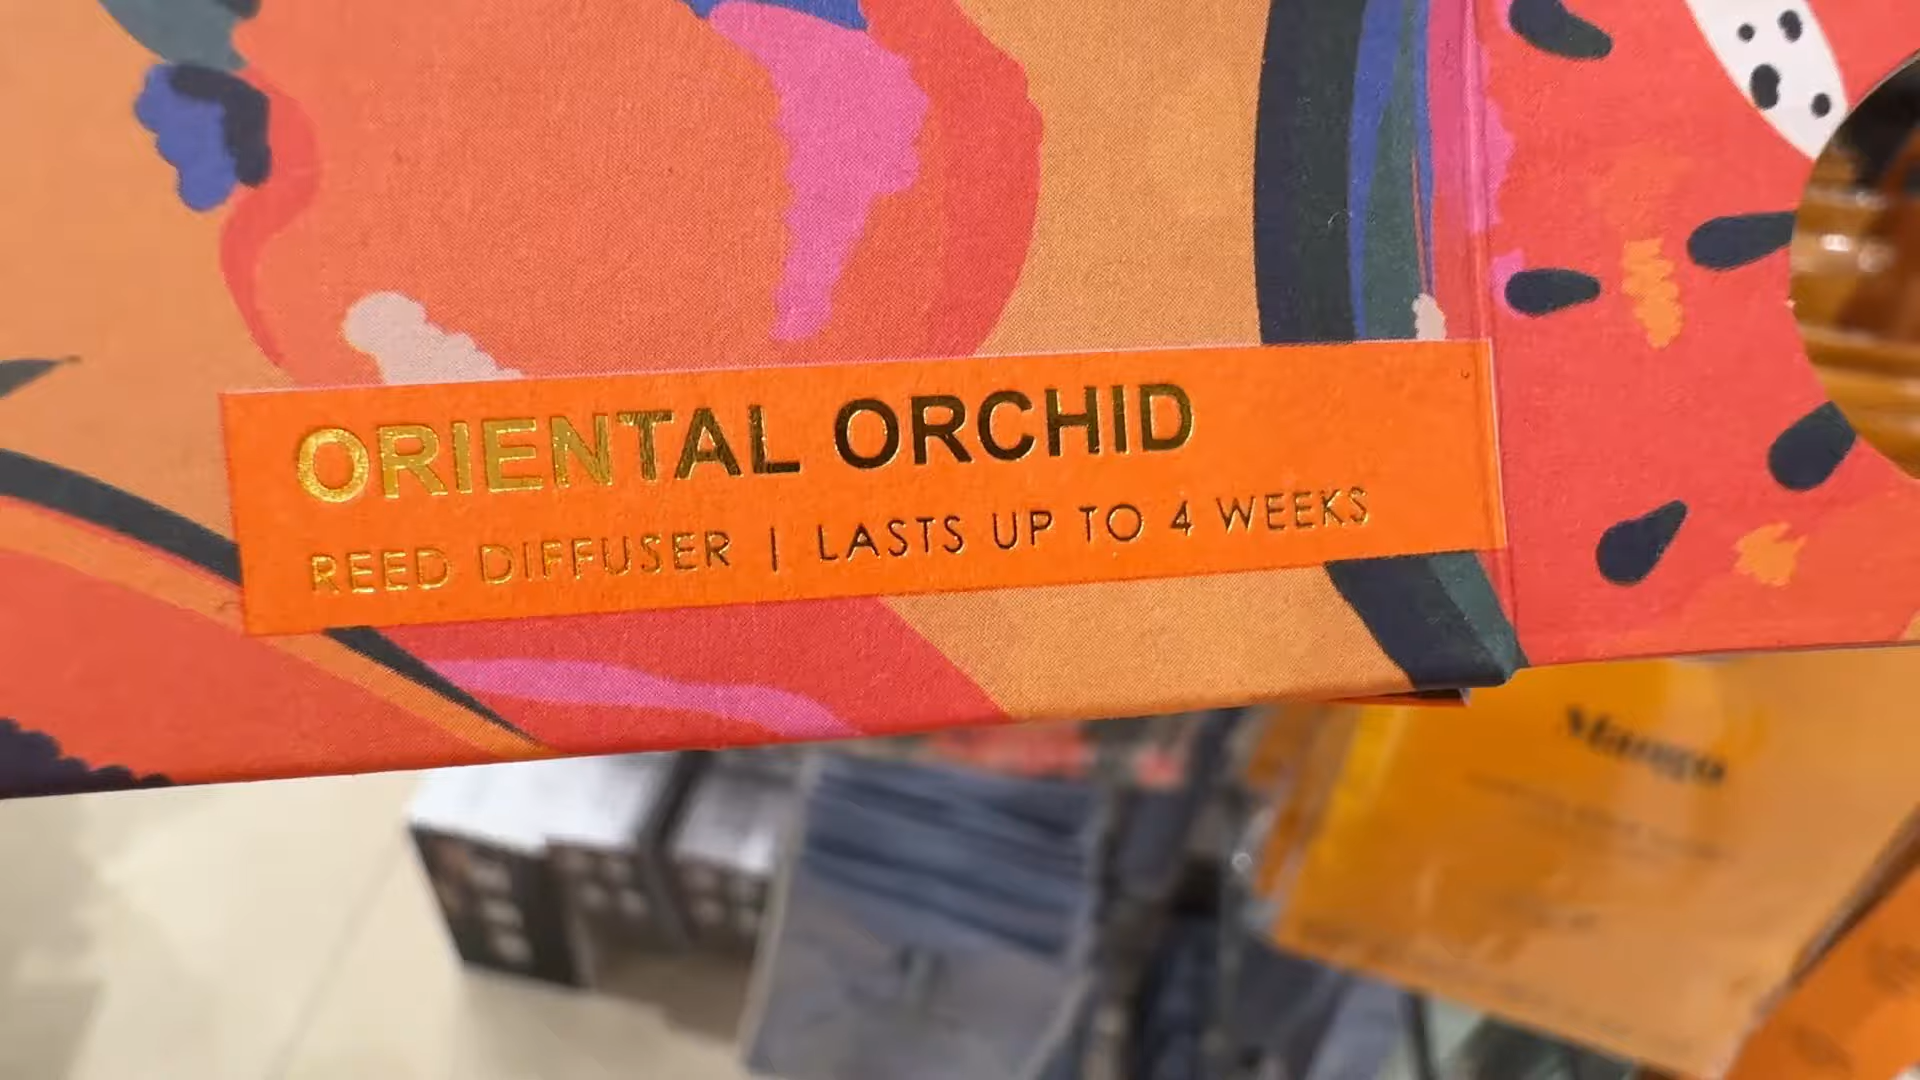 ORIENTAL ORCHID
REED DIFFUSER | LASTS UP TO 4 WEEKS
Mango